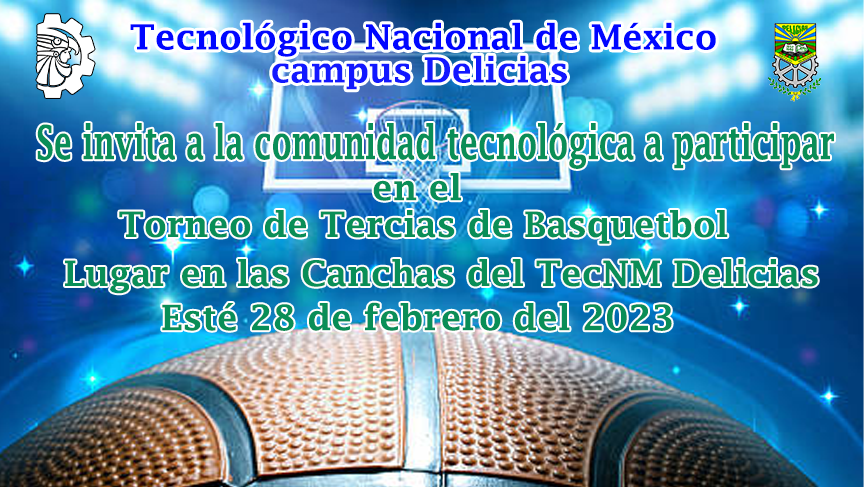 Tecnológico Nacional de México
campus Delicias
Se invita a la comunidad tecnológica a participar
en el
Torneo de Tercias de Basquetbol
Lugar en las Canchas del TecNM Delicias
Esté 28 de febrero del 2023